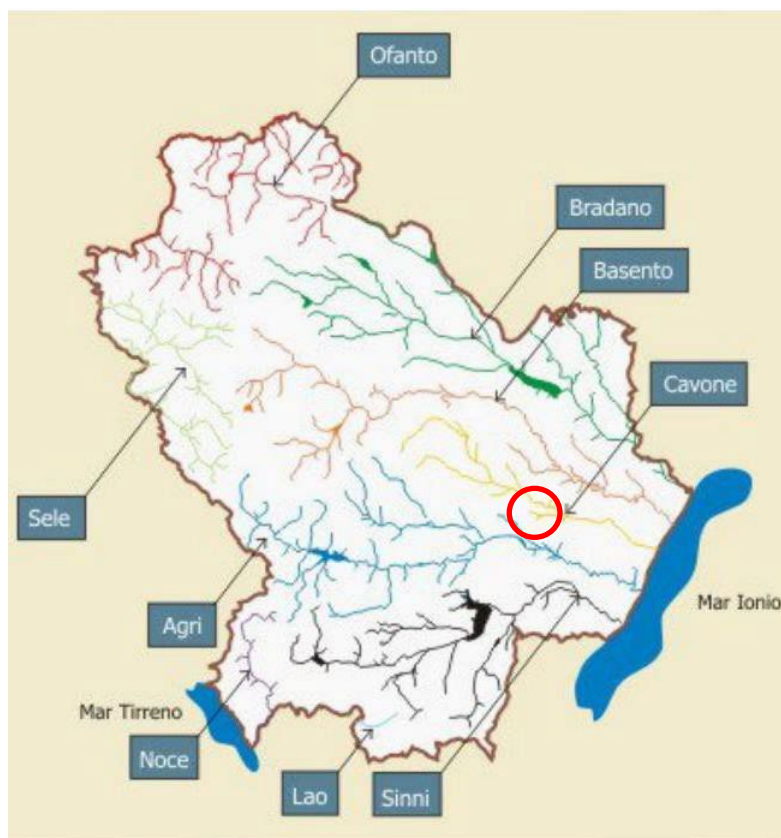 Ofanto
Bradano
Basento
Cavone
Sele
Mar Ionio
Agri
Mar Tirreno
Noce
Lao
Sinni